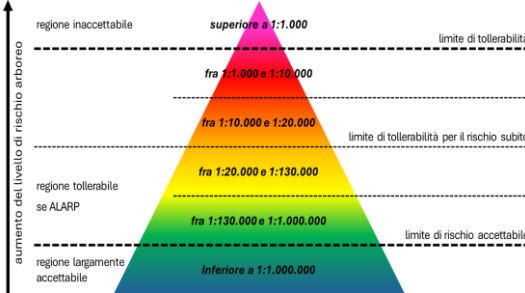 aumento del livello di rischio arboreo
regione inaccettabile
superiore a 1:1.000
limite di tollerabilità
fra 1:1.000 e 1:10.000
fra 1:10.000 e 1:20.000
limite di tollerabilità per il rischio subito
fra 1:20.000 e 1:130.000
regione tollerabile
se ALARP
fra 1:130.000 e 1:1.000.000
limite di rischio accettabile
regione largamente
accettabile
Inferiore a 1:1.000.000